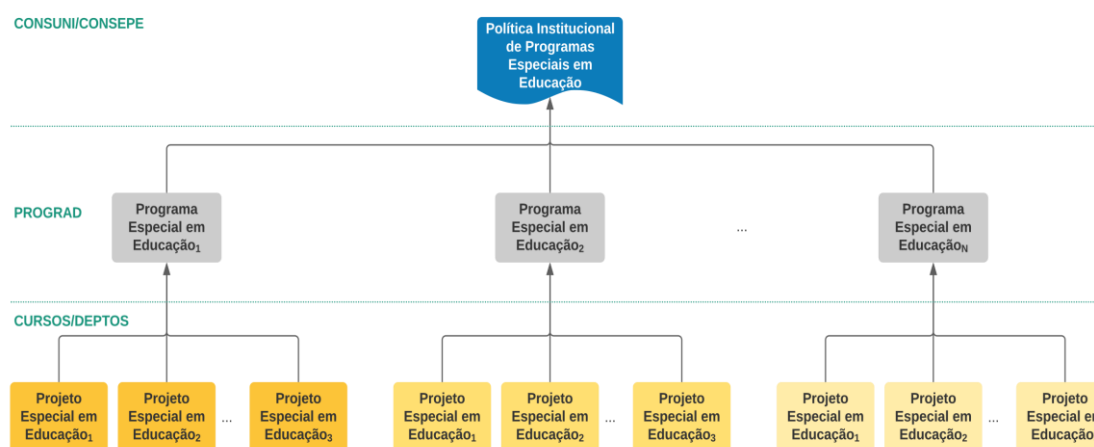 CONSUNI/CONSEPE
Política Institucional
de Programas
Especiais em
Educação
PROGRAD
Programa
Especial em
Educação₁
Programa
Especial em
Educação₂
...
Programa
Especial em
Educaçãoₙ
CURSOS/DEPTOS
Projeto
Especial em
Educação₁
Projeto
Especial em
Educação₂
...
Projeto
Especial em
Educação₃
Projeto
Especial em
Educação₁
Projeto
Especial em
Educação₂
...
Projeto
Especial em
Educação₃
Projeto
Especial em
Educação₁
Projeto
Especial em
Educação₂
...
Projeto
Especial em
Educação